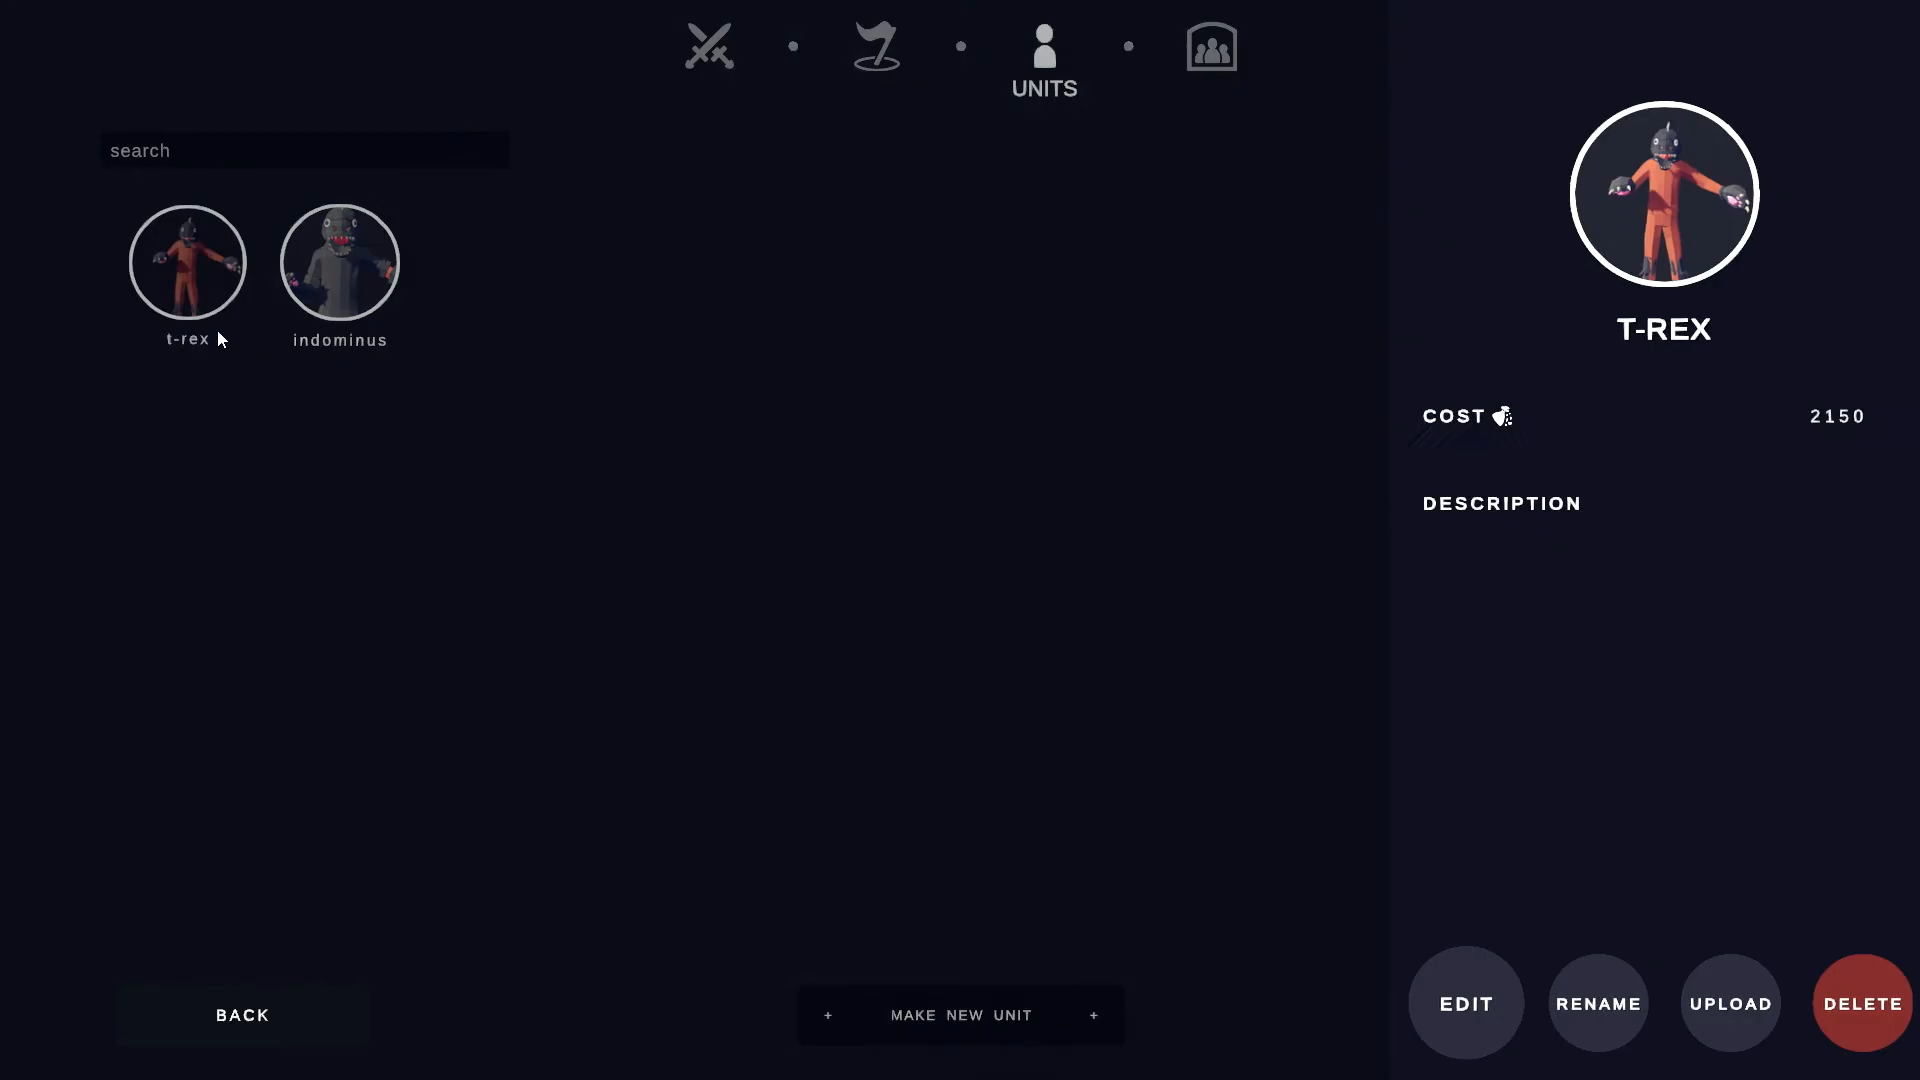 UNITS
search
t-rex
indominus
T-REX
COST 2150
DESCRIPTION
BACK
+ MAKE NEW UNIT +
EDIT
RENAME
UPLOAD
DELETE